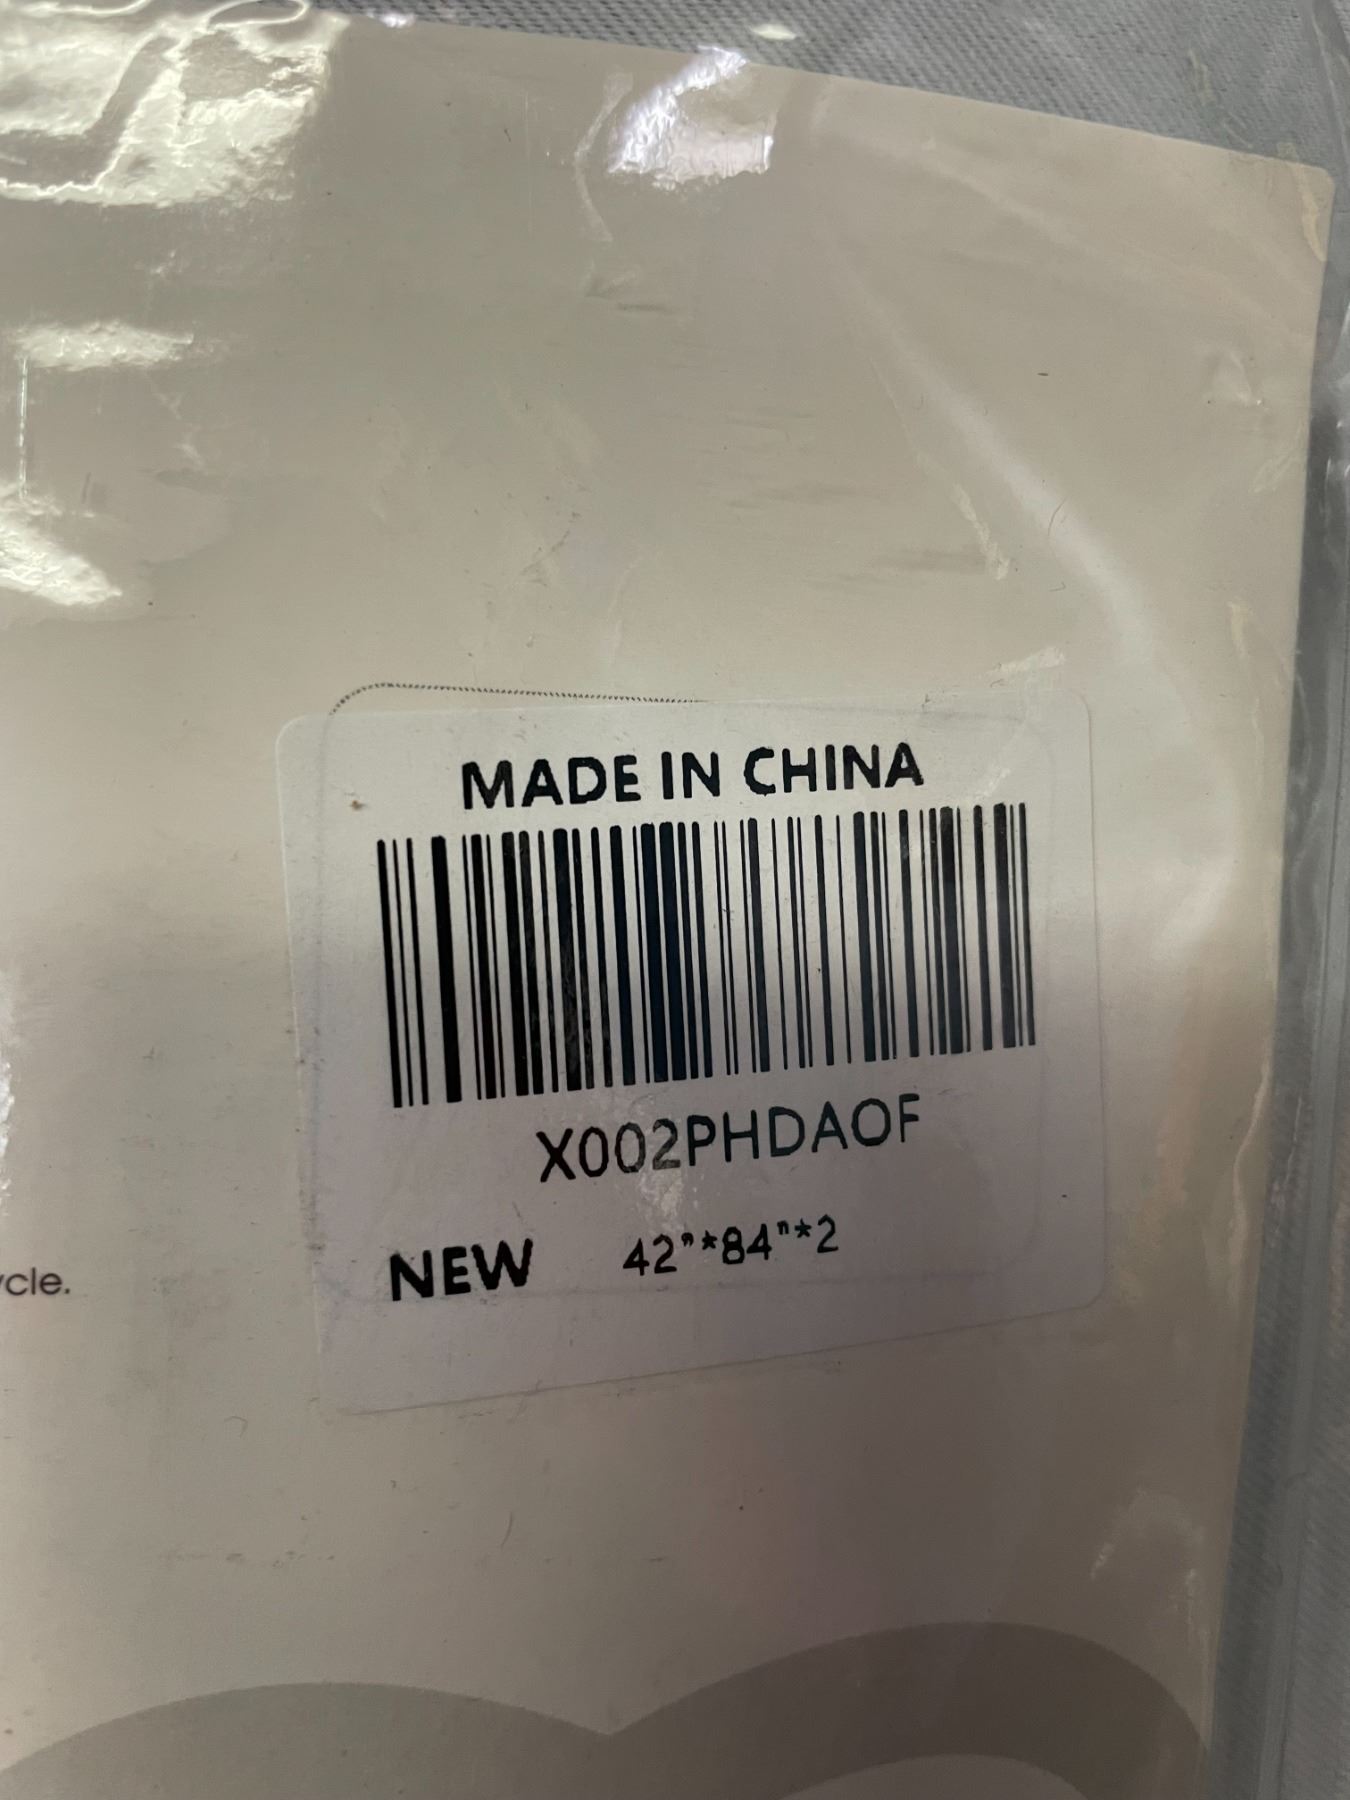 MADE IN CHINA
X002PHDAOF
NEW 42"*84"*2
ycle.